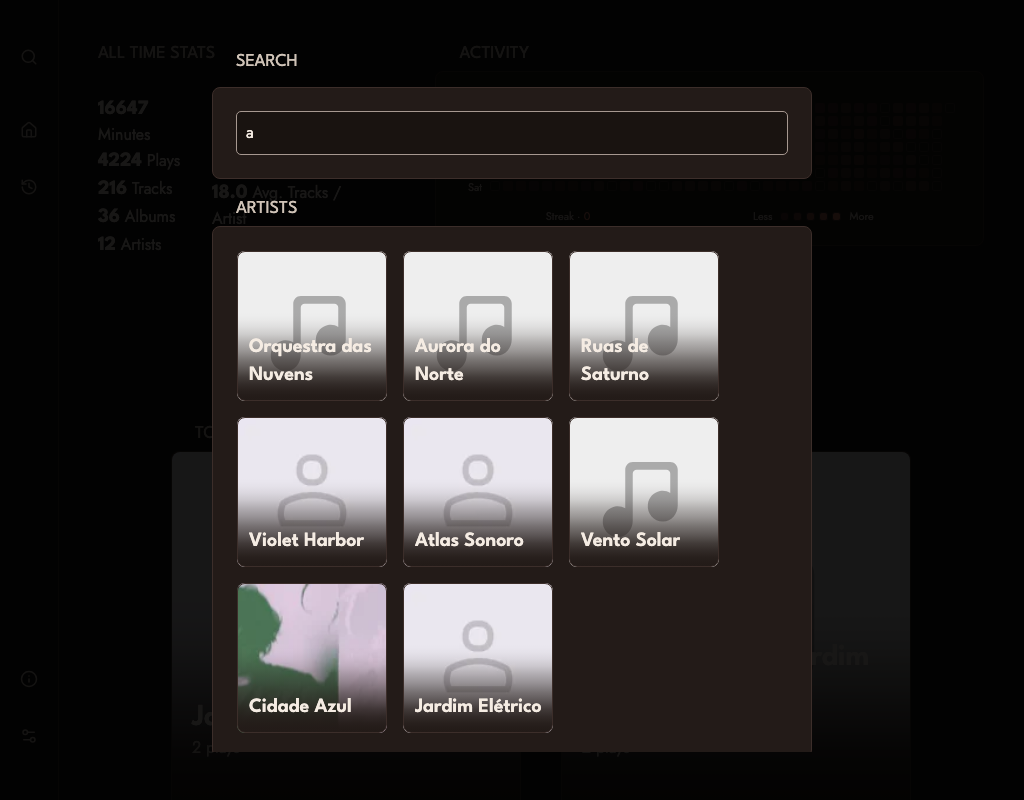 ALL TIME STATS
ACTIVITY
SEARCH
16647
Minutes
4224 Plays
216 Tracks
36 Albums
12 Artists
18.0 Avg. Tracks /
Artist
a
Sat
Streak 0
Less
More
ARTISTS
Orquestra das
Nuvens
Aurora do
Norte
Ruas de
Saturno
Violet Harbor
Atlas Sonoro
Vento Solar
Cidade Azul
Jardim Elétrico